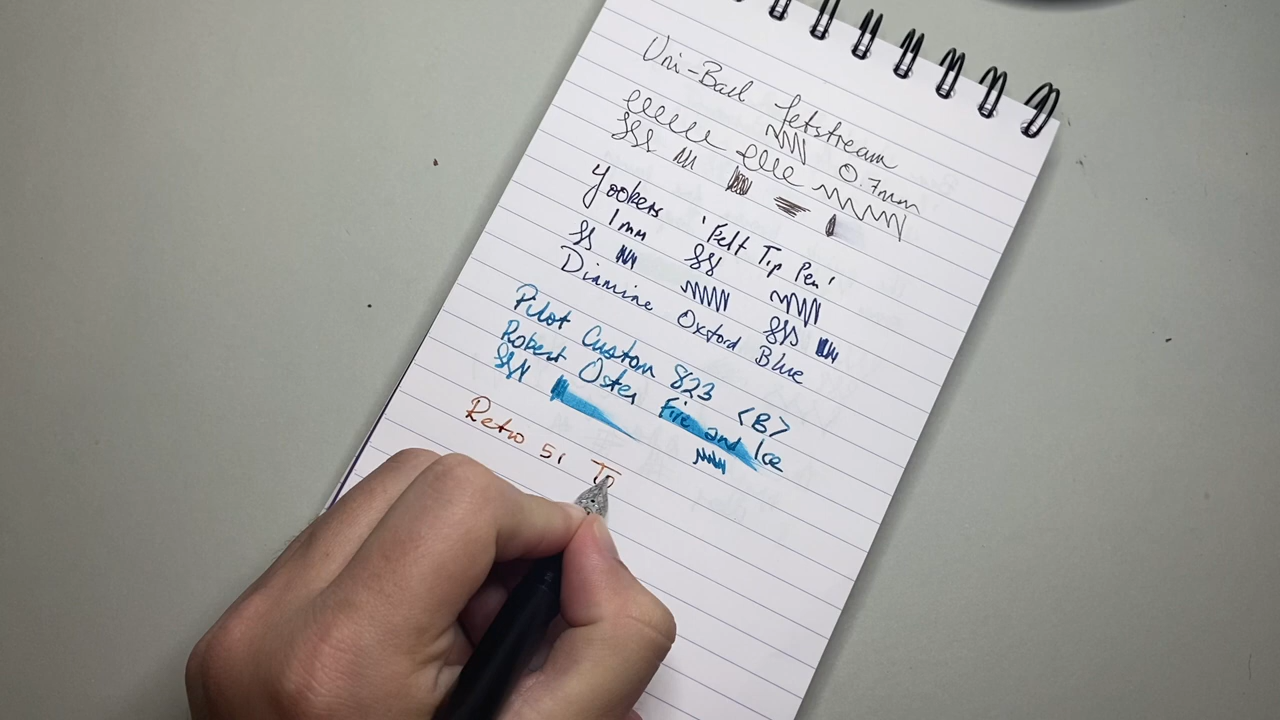 Uni-Ball Jetstream
0.7mm
Yookers 'Felt Tip Pen'
1mm
Diamine Oxford Blue
Pilot Custom 823 <B>
Robert Oster Fire and Ice
Retro 51 To